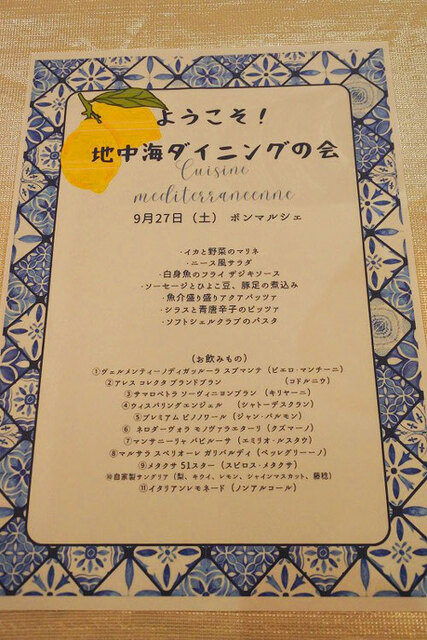 ようこそ！
地中海ダイニングの会
Cuisine
mediterraneenne
9月27日（土） ボンマルシェ
・イカと野菜のマリネ
・ニース風サラダ
・白身魚のフライ ザジキソース
・ソーセージとひよこ豆、豚足の煮込み
・魚介盛り盛りアクアパッツァ
・シラスと青唐辛子のピッツァ
・ソフトシェルクラブのパスタ
（お飲みもの）
①ヴェルメンティーノディガッルーラ スプマンテ（ピエロ・マンチーニ）
②アレス コレクタ ブランドブラン （コドルニウ）
③サマロペトラ ソーヴィニヨンブラン （キリヤーニ）
④ウィスパリングエンジェル （シャトーデスクラン）
⑤プレミアム ピノノワール（ジャン・バルモン）
⑥ ネロダーヴォラ モノヴァラエターリ（クズマーノ）
⑦マンサニーリャ パピルーサ（エミリオ・ルスタウ）
⑧マルサラ スペリオーレ ガリバルディ（ペッレグリーノ）
⑨メタクサ 51スター（スピロス・メタクサ）
⑩自家製サングリア（梨、キウイ、レモン、シャインマスカット、藤稔）
⑪イタリアンレモネード（ノンアルコール）